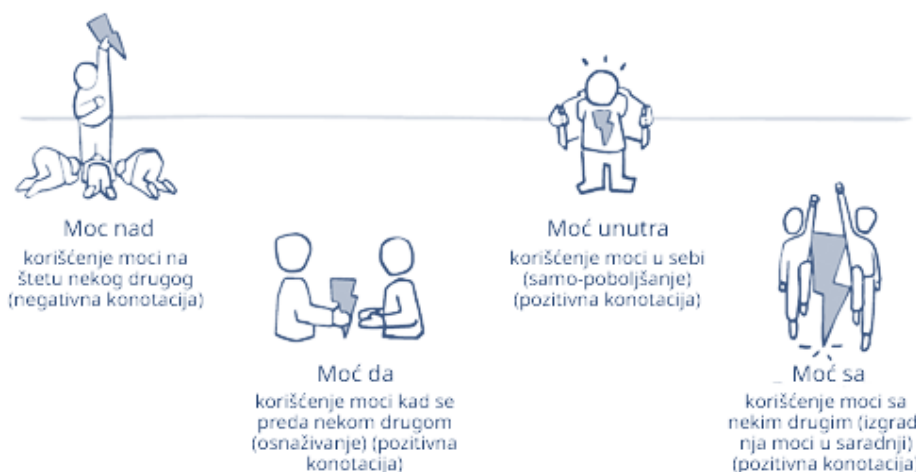 Moc nad
korišćenje moci na
štetu nekog drugog
(negativna konotacija)
Moć da
korišćenje moci kad se
preda nekom drugom
(osnaživanje) (pozitivna
konotacija)
Moć unutra
korišćenje moci u sebi
(samo-poboljšanje)
(pozitivna konotacija)
_ Moć sa
korišćenje moci sa
nekim drugim (izgrad
nja moci u saradnji)
(pozitivna konotacija)